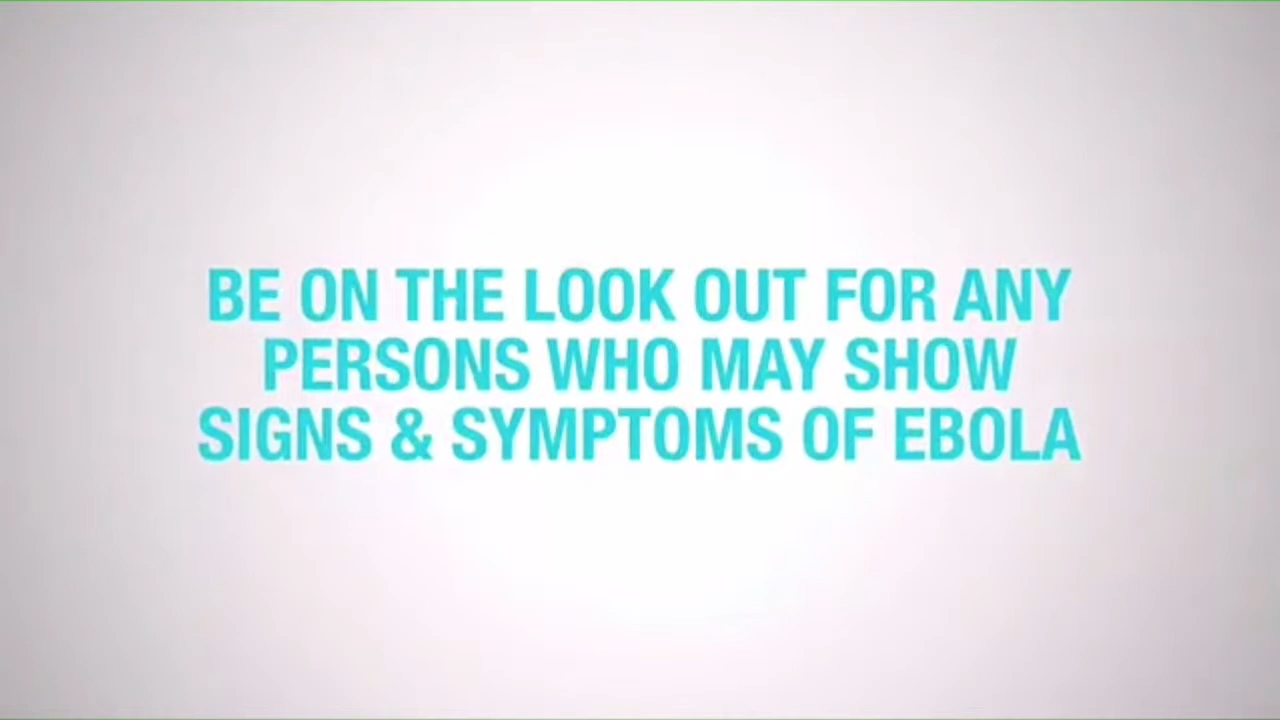 BE ON THE LOOK OUT FOR ANY
PERSONS WHO MAY SHOW
SIGNS & SYMPTOMS OF EBOLA